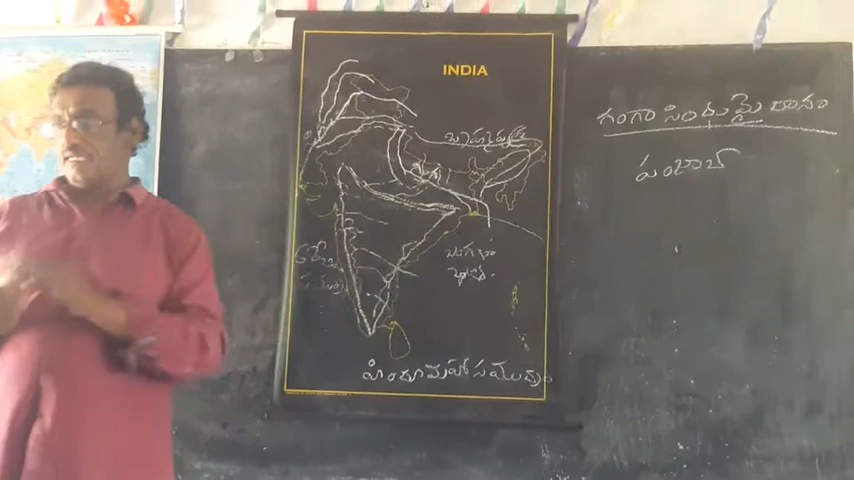 INDIA
గంగా సింధు మైదానం
పంజాబ్
బ్రహ్మపుత్ర
బంగాళా
హిందూ మహా సముద్రం